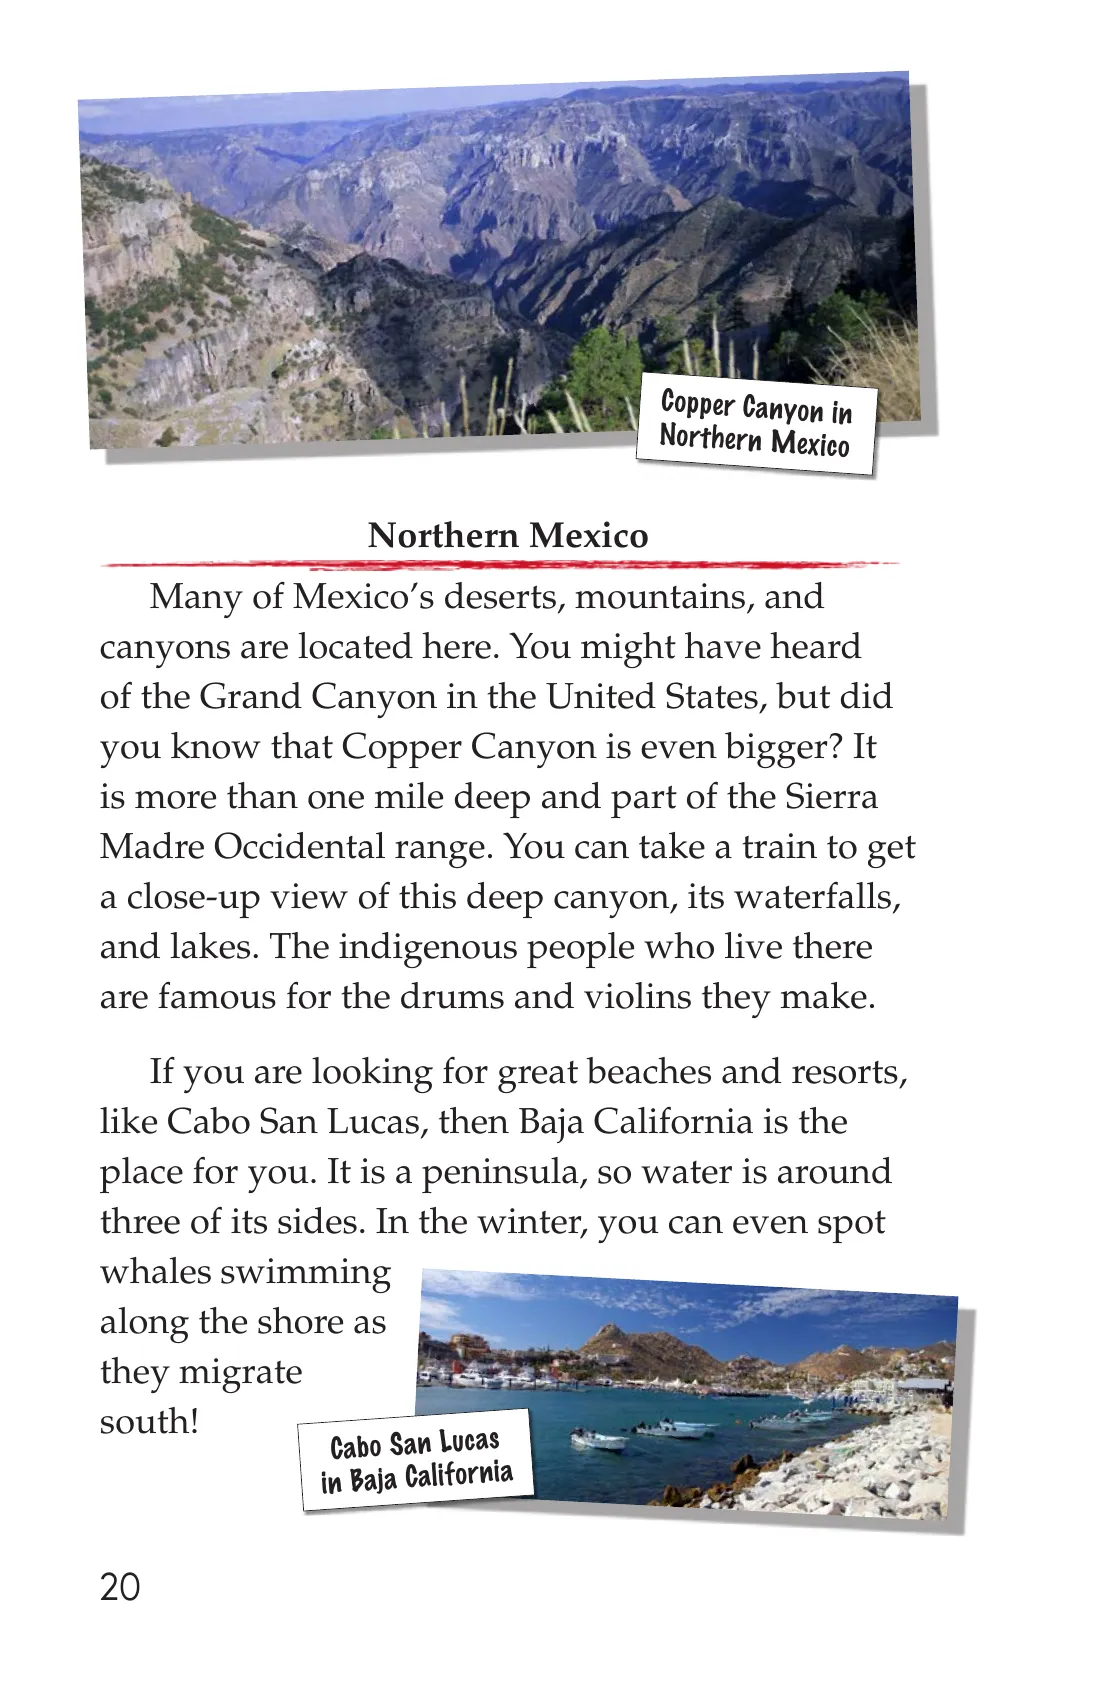 Copper Canyon in
Northern Mexico
Northern Mexico
Many of Mexico’s deserts, mountains, and
canyons are located here. You might have heard
of the Grand Canyon in the United States, but did
you know that Copper Canyon is even bigger? It
is more than one mile deep and part of the Sierra
Madre Occidental range. You can take a train to get
a close-up view of this deep canyon, its waterfalls,
and lakes. The indigenous people who live there
are famous for the drums and violins they make.
If you are looking for great beaches and resorts,
like Cabo San Lucas, then Baja California is the
place for you. It is a peninsula, so water is around
three of its sides. In the winter, you can even spot
whales swimming
along the shore as
they migrate
south!
Cabo San Lucas
in Baja California
20